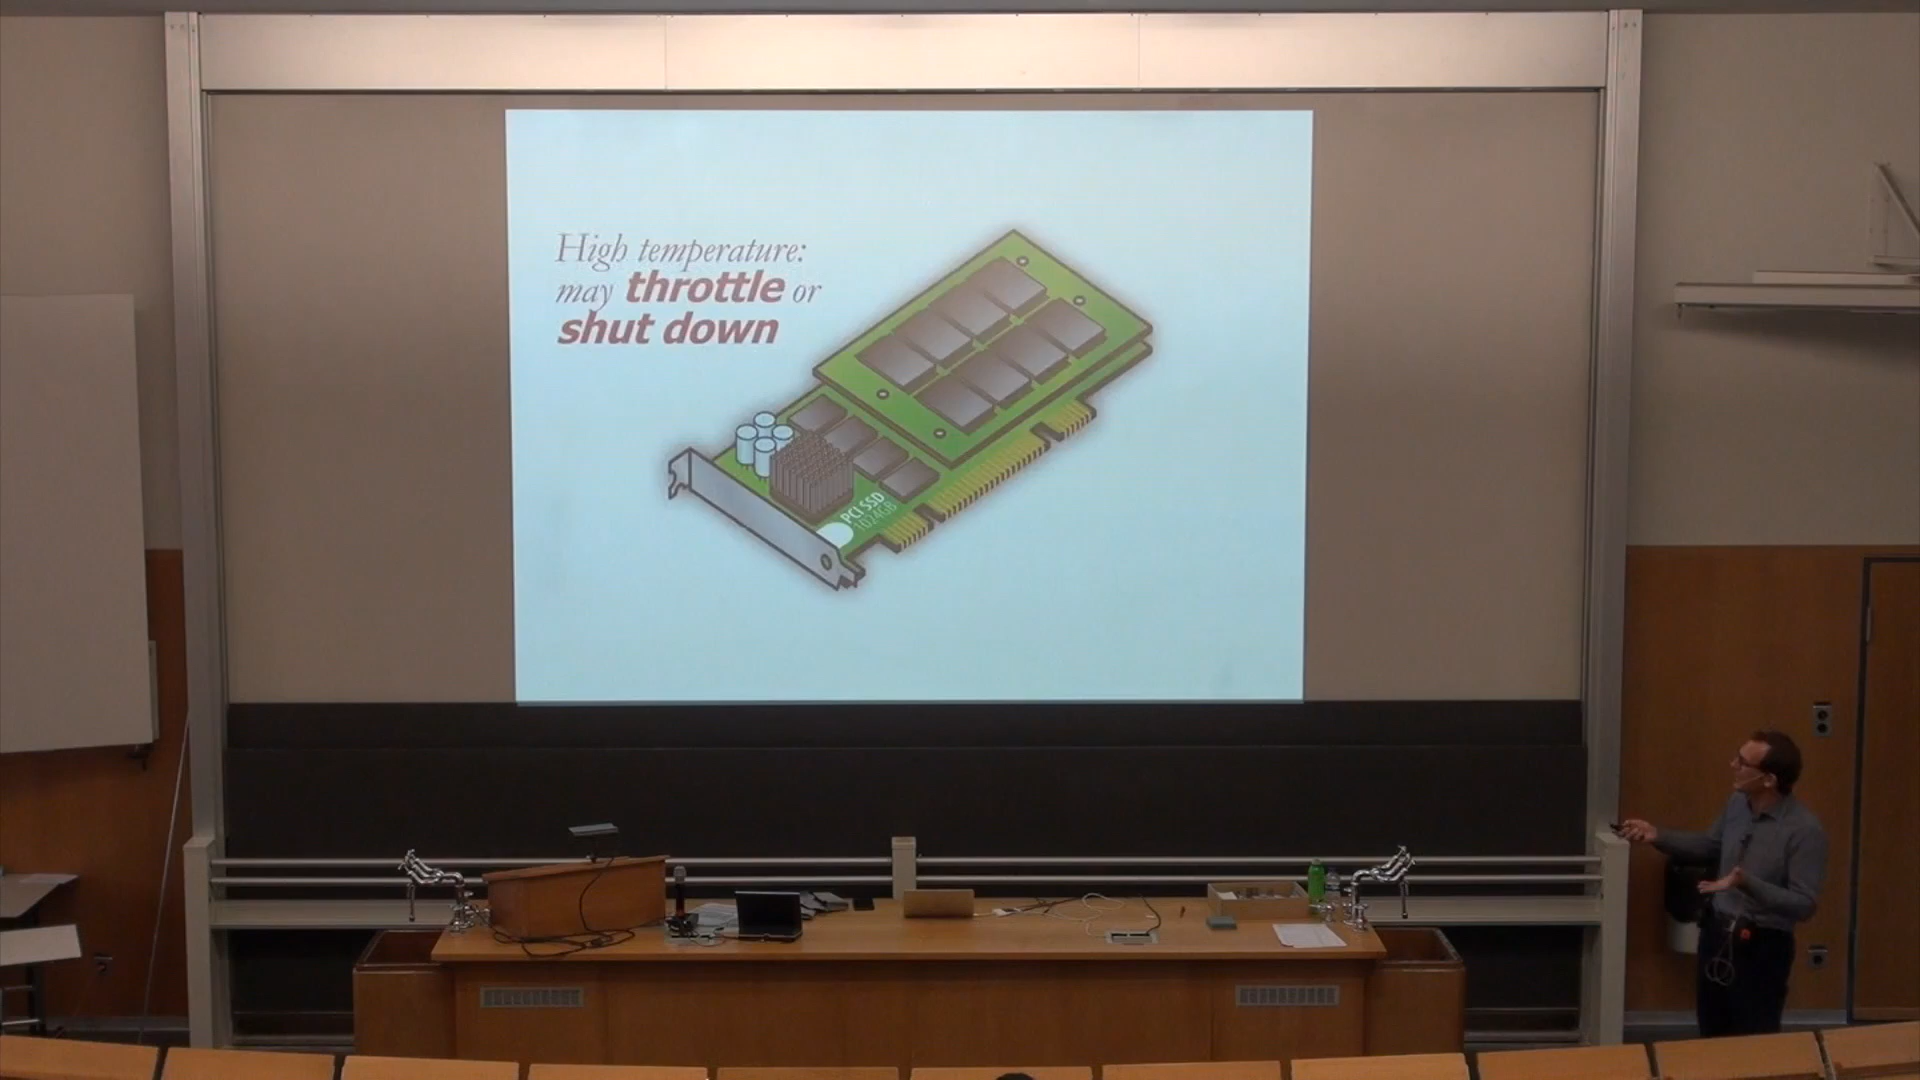 High temperature:
may throttle or
shut down
PCI SSD
1024GB